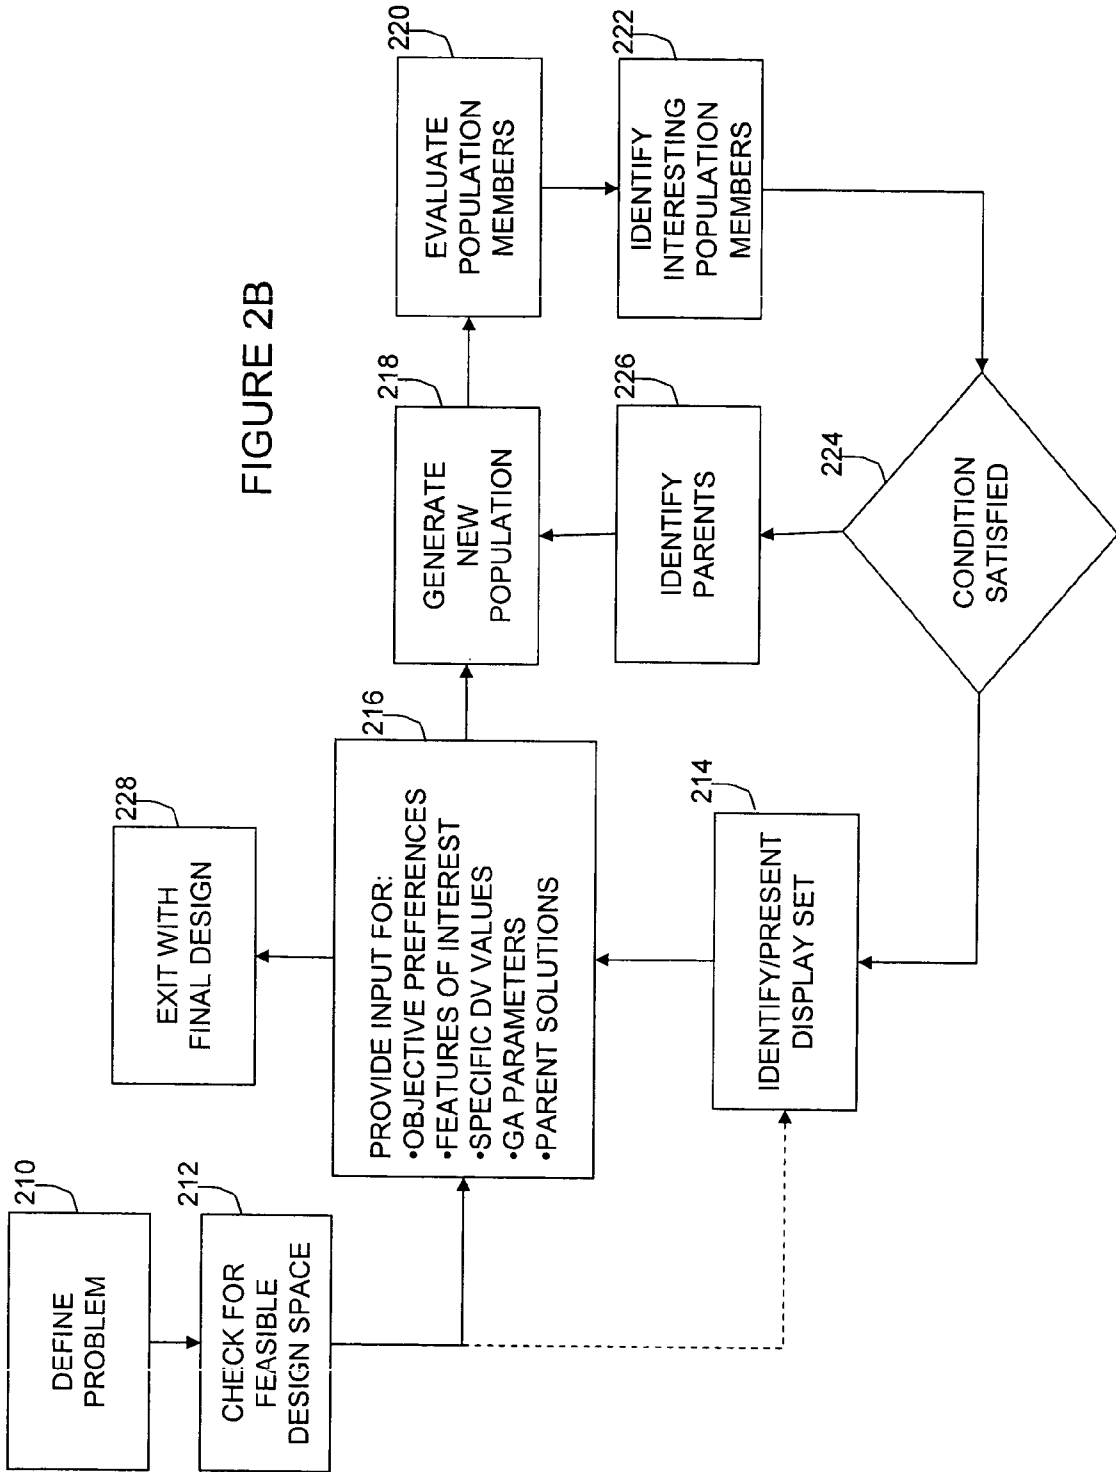 FIGURE 2B
210
DEFINE
PROBLEM
212
CHECK FOR
FEASIBLE
DESIGN SPACE
228
EXIT WITH
FINAL DESIGN
216
PROVIDE INPUT FOR:
•OBJECTIVE PREFERENCES
•FEATURES OF INTEREST
•SPECIFIC DV VALUES
•GA PARAMETERS
•PARENT SOLUTIONS
214
IDENTIFY/PRESENT
DISPLAY SET
218
GENERATE
NEW
POPULATION
220
EVALUATE
POPULATION
MEMBERS
222
IDENTIFY
INTERESTING
POPULATION
MEMBERS
226
IDENTIFY
PARENTS
224
CONDITION
SATISFIED